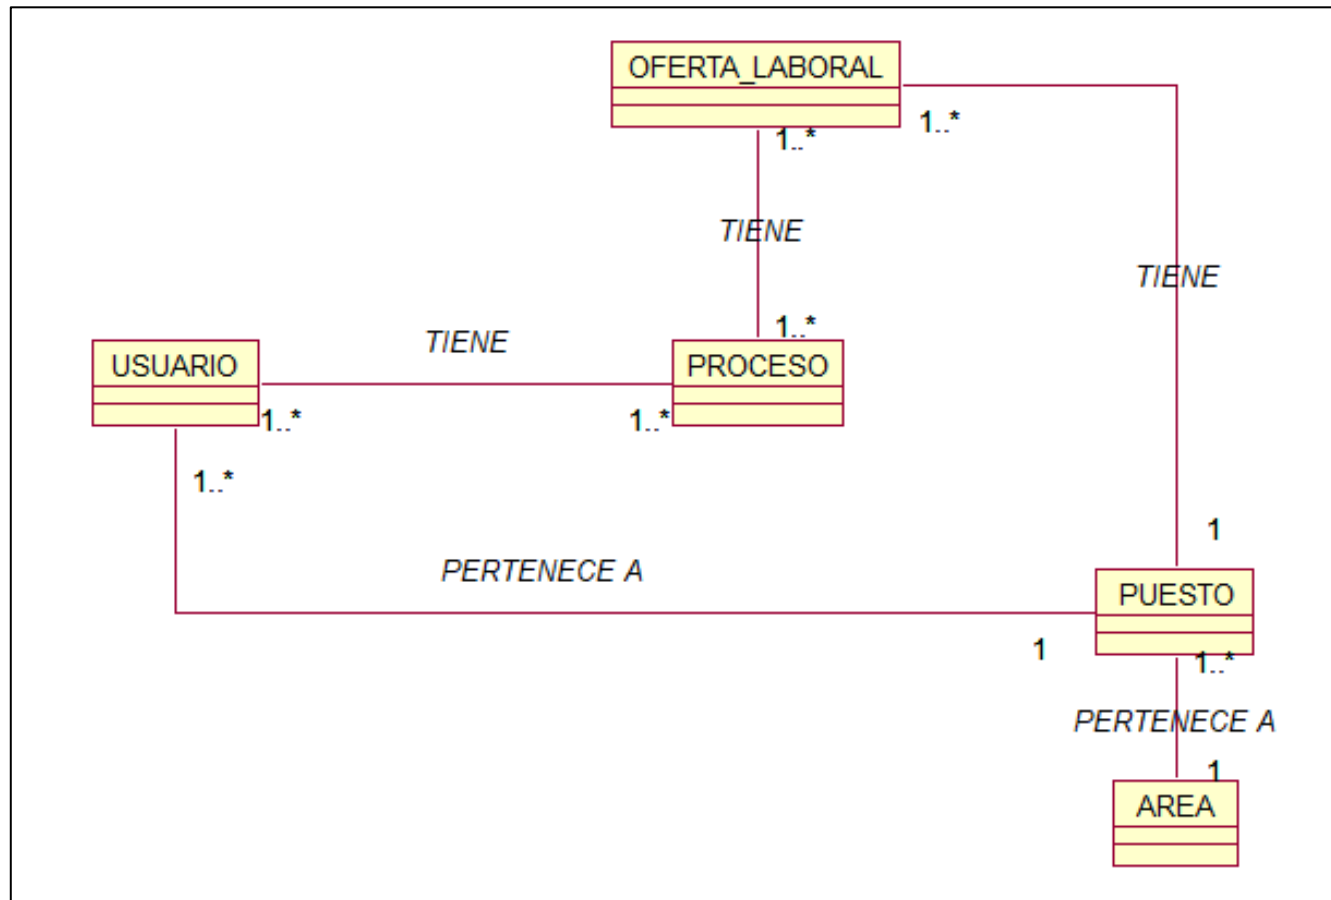 OFERTA_LABORAL
1..*
1..*
TIENE
TIENE
1..*
TIENE
USUARIO
PROCESO
1..*
1..*
1..*
1
PERTENECE A
PUESTO
1
1..*
PERTENECE A
1
AREA